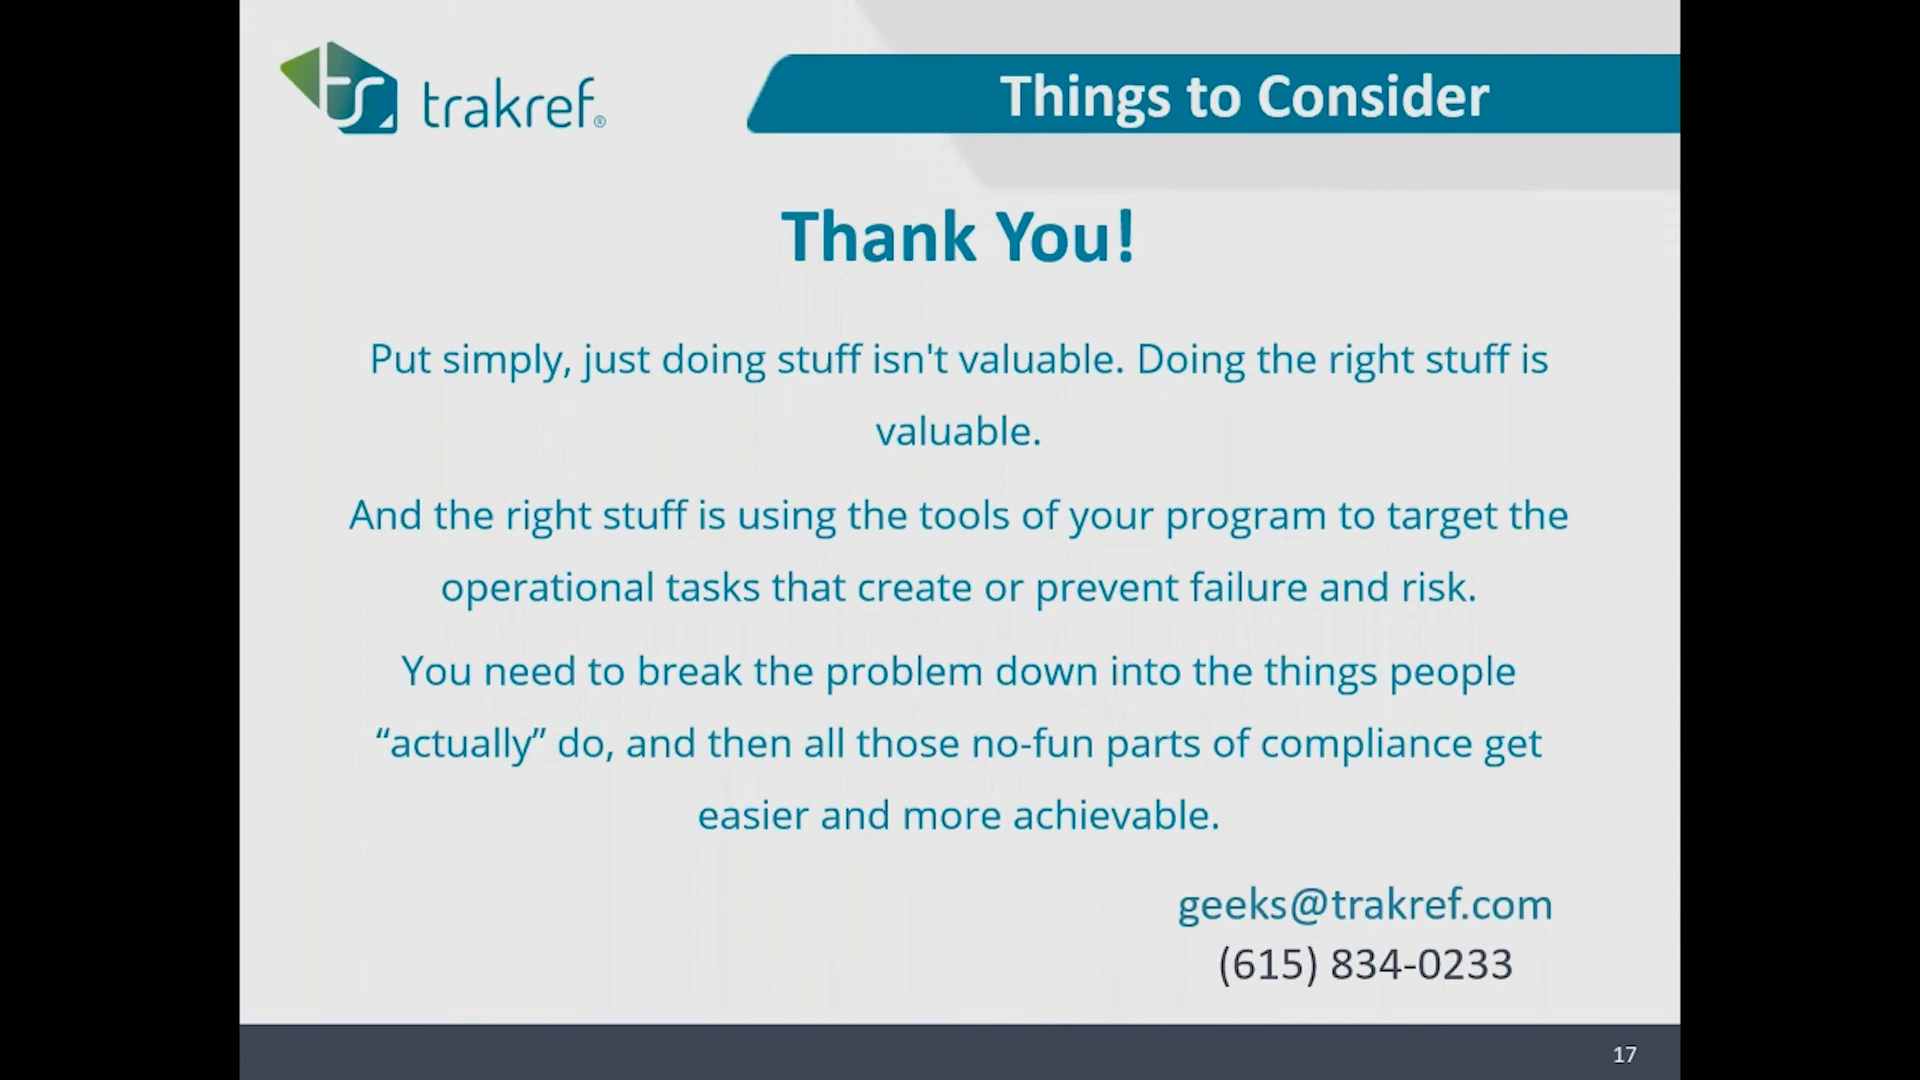 ts trakref®
Things to Consider
Thank You!
Put simply, just doing stuff isn't valuable. Doing the right stuff is
valuable.
And the right stuff is using the tools of your program to target the
operational tasks that create or prevent failure and risk.
You need to break the problem down into the things people
“actually” do, and then all those no-fun parts of compliance get
easier and more achievable.
geeks@trakref.com
(615) 834-0233
17